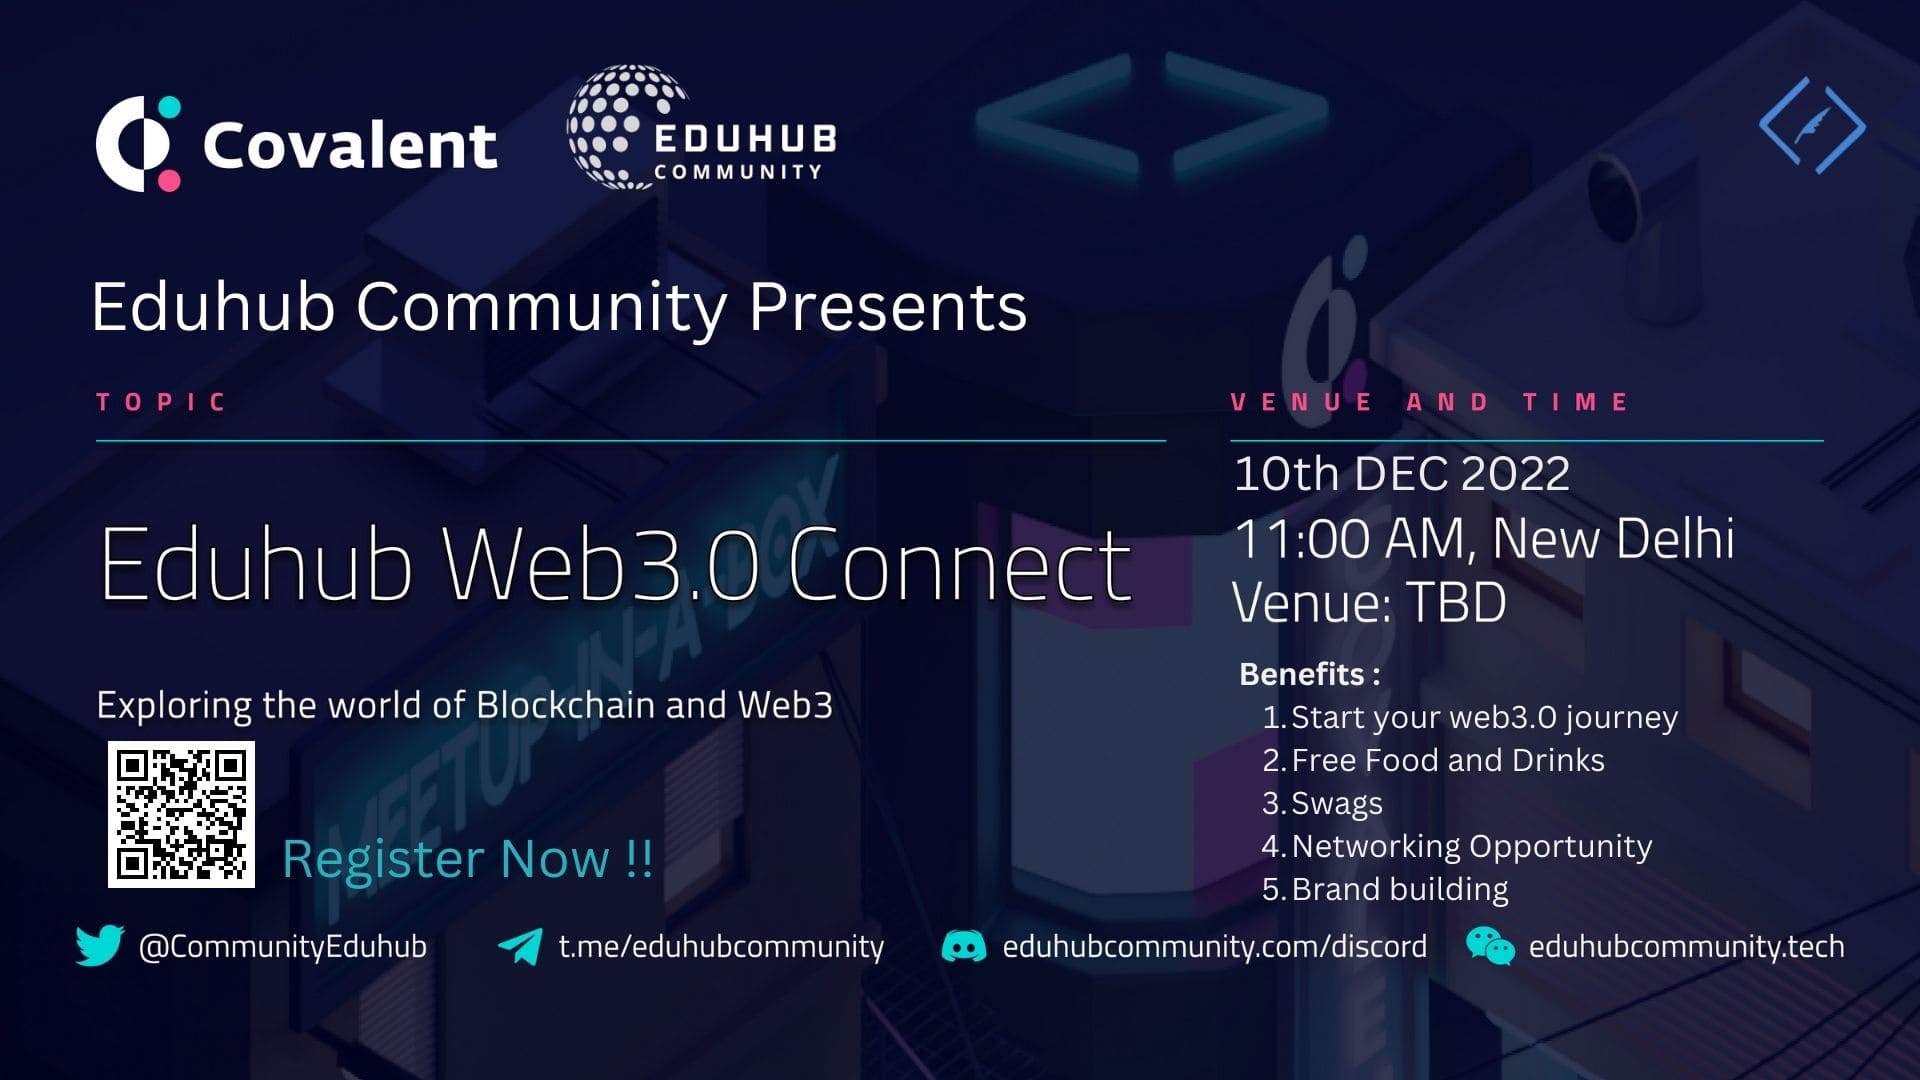 Covalent
EDUHUB
COMMUNITY
Eduhub Community Presents
TOPIC
Eduhub Web3.0 Connect
Exploring the world of Blockchain and Web3
Register Now !!
VENUE AND TIME
10th DEC 2022
11:00 AM, New Delhi
Venue: TBD
Benefits :
1. Start your web3.0 journey
2. Free Food and Drinks
3. Swags
4. Networking Opportunity
5. Brand building
MEETUP-IN-A-BOX
@CommunityEduhub
t.me/eduhubcommunity
eduhubcommunity.com/discord
eduhubcommunity.tech